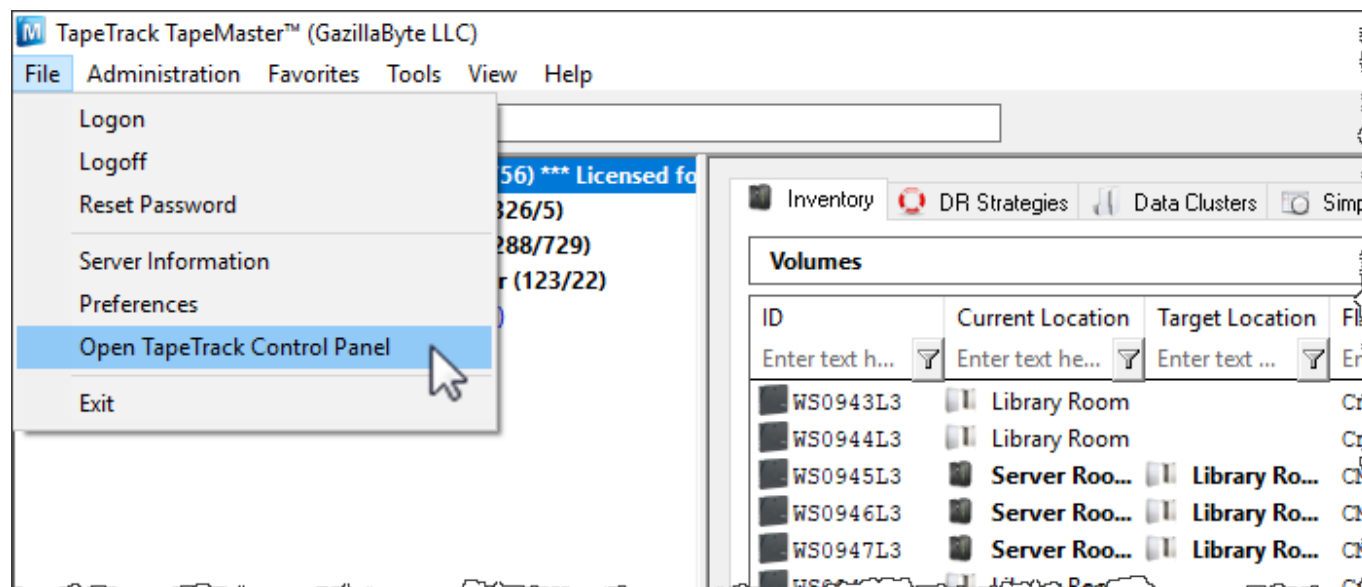 TapeTrack TapeMaster™ (GazillaByte LLC)
File Administration Favorites Tools View Help
Logon
Logoff
Reset Password
Server Information
Preferences
Open TapeTrack Control Panel
Exit
56) *** Licensed fo
326/5)
288/729)
r (123/22)
)
Inventory DR Strategies Data Clusters Simp
Volumes
ID Current Location Target Location
Enter text h... Enter text he... Enter text ...
WS0943L3 Library Room
WS0944L3 Library Room
WS0945L3 Server Roo... Library Ro...
WS0946L3 Server Roo... Library Ro...
WS0947L3 Server Roo... Library Ro...